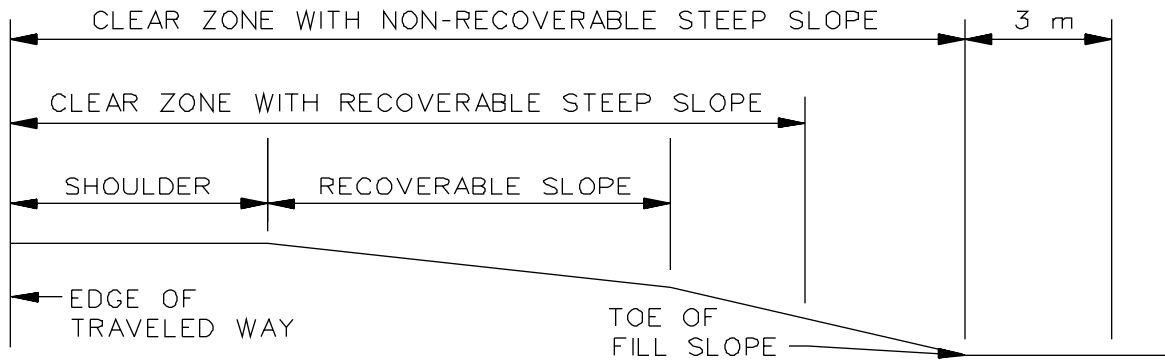 CLEAR ZONE WITH NON-RECOVERABLE STEEP SLOPE
3 m
CLEAR ZONE WITH RECOVERABLE STEEP SLOPE
SHOULDER
RECOVERABLE SLOPE
EDGE OF
TRAVELED WAY
TOE OF
FILL SLOPE